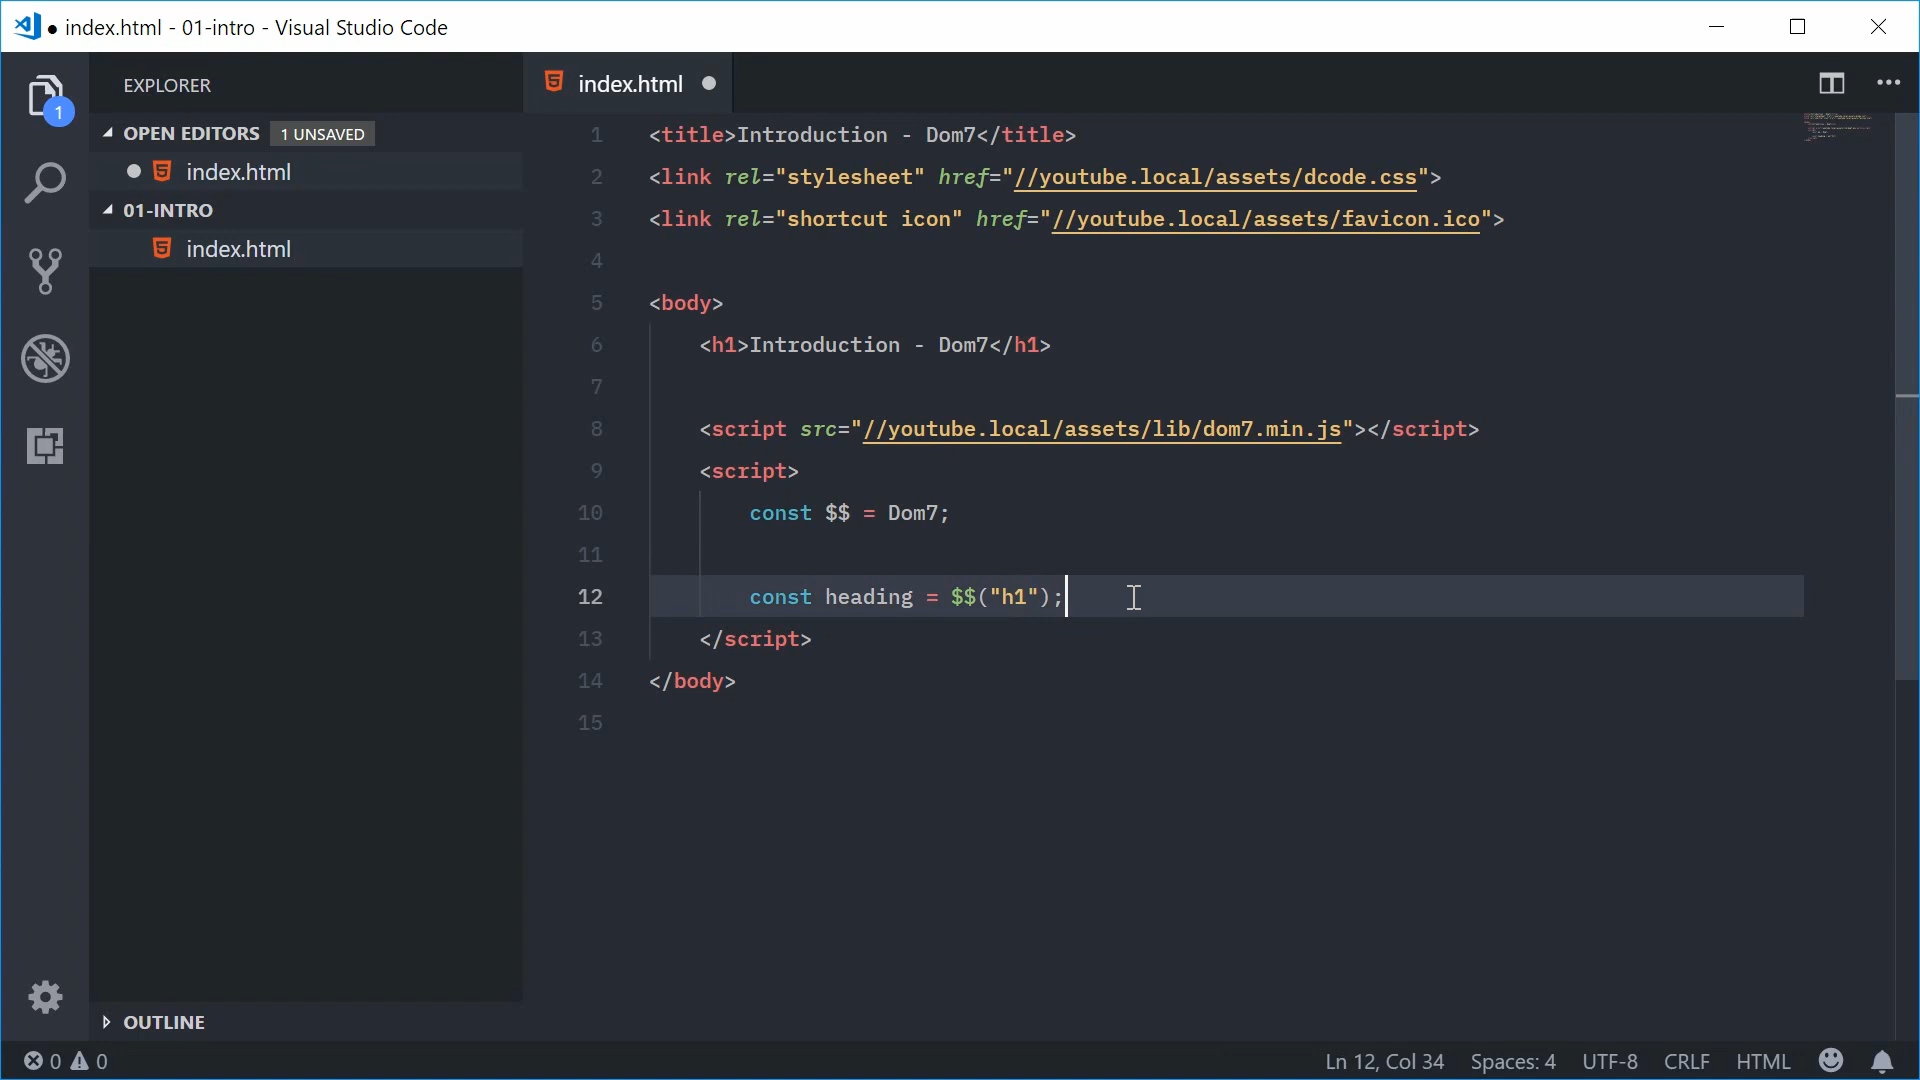 index.html - 01-intro - Visual Studio Code
1
EXPLORER
OPEN EDITORS 1 UNSAVED
index.html
01-INTRO
index.html
OUTLINE
index.html
1 <title>Introduction - Dom7</title>
2 <link rel="stylesheet" href="//youtube.local/assets/dcode.css">
3 <link rel="shortcut icon" href="//youtube.local/assets/favicon.ico">
4
5 <body>
6 <h1>Introduction - Dom7</h1>
7
8 <script src="//youtube.local/assets/lib/dom7.min.js"></script>
9 <script>
10 const $$ = Dom7;
11
12 const heading = $$("h1");
13 </script>
14 </body>
15
0 0 Ln 12, Col 34 Spaces: 4 UTF-8 CRLF HTML